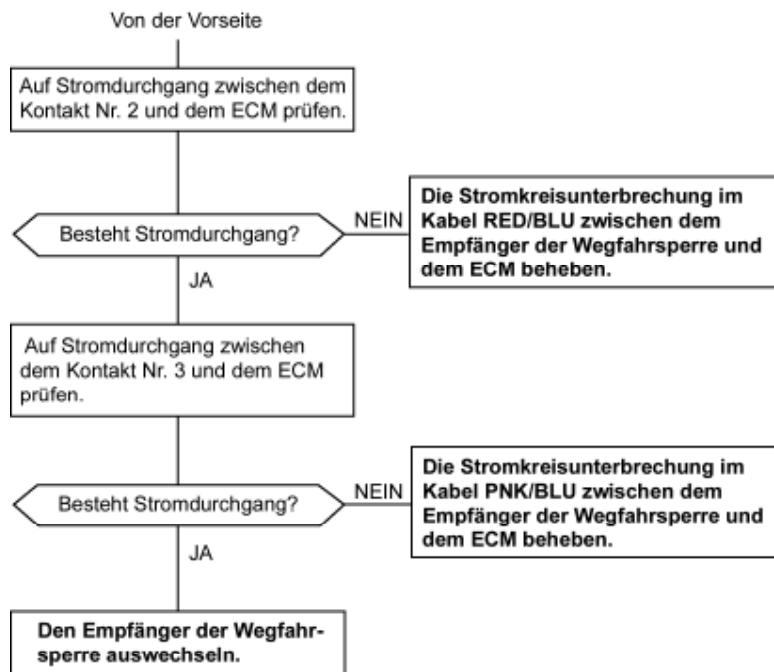 Von der Vorseite
Auf Stromdurchgang zwischen dem
Kontakt Nr. 2 und dem ECM prüfen.
Besteht Stromdurchgang?
NEIN
Die Stromkreisunterbrechung im
Kabel RED/BLU zwischen dem
Empfänger der Wegfahrsperre und
dem ECM beheben.
JA
Auf Stromdurchgang zwischen
dem Kontakt Nr. 3 und dem ECM
prüfen.
Besteht Stromdurchgang?
NEIN
Die Stromkreisunterbrechung im
Kabel PNK/BLU zwischen dem
Empfänger der Wegfahrsperre und
dem ECM beheben.
JA
Den Empfänger der Wegfahr-
sperre auswechseln.